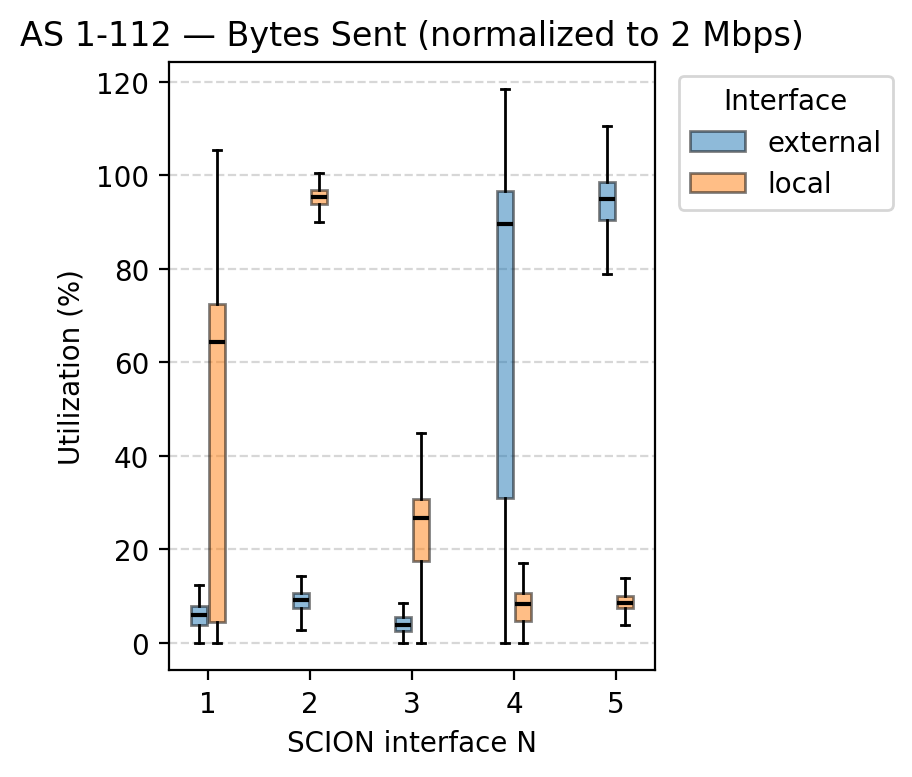 AS 1-112 — Bytes Sent (normalized to 2 Mbps)
Utilization (%)
120
100
80
60
40
20
0
1 2 3 4 5
SCION interface N
Interface
external
local